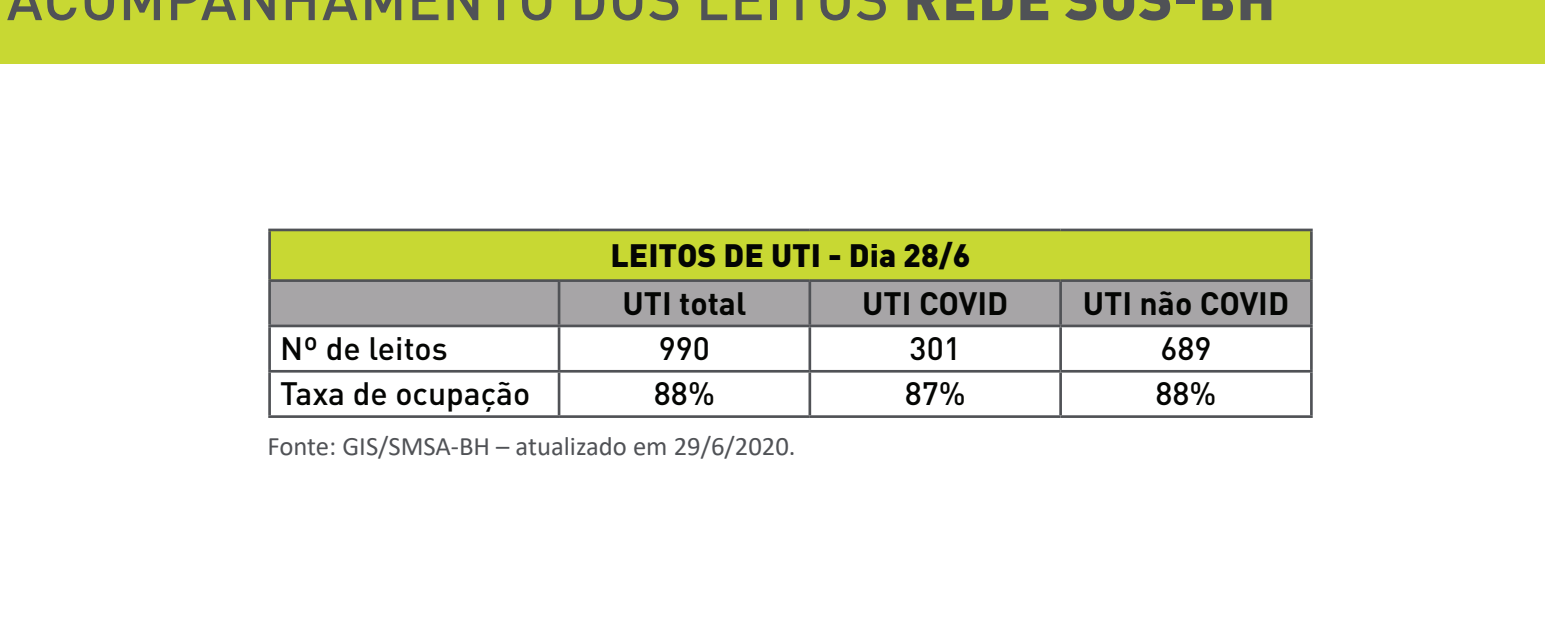 ACOMPANHAMENTO DOS LEITOS REDE SUS-BH
LEITOS DE UTI - Dia 28/6
UTI total UTI COVID UTI não COVID
Nº de leitos 990 301 689
Taxa de ocupação 88% 87% 88%
Fonte: GIS/SMSA-BH – atualizado em 29/6/2020.